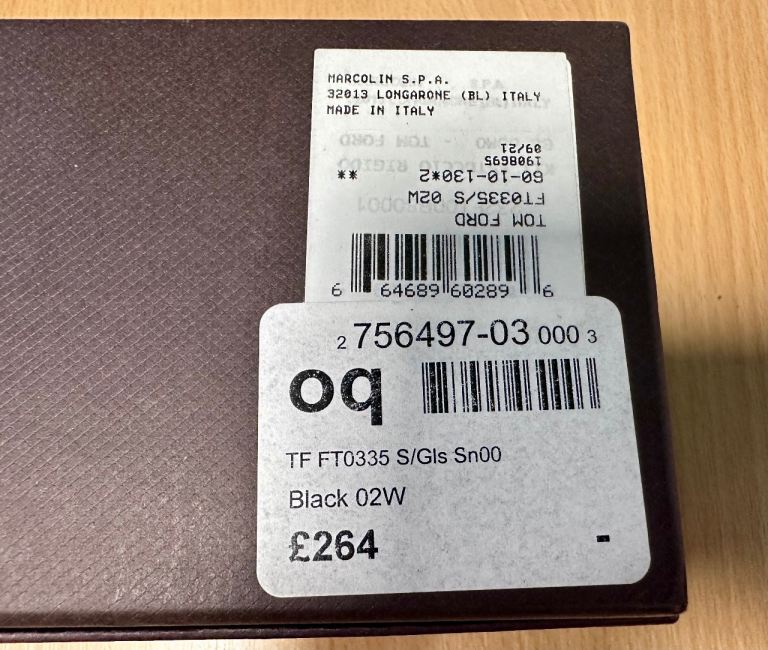 MARCOLIN S.P.A.
32013 LONGARONE (BL) ITALY
MADE IN ITALY
TOM FORD
FT0335/S 02W
60-10-130*2 **
1908695
09/21
6 64689 60289 6
2 756497-03 000 3
oq
TF FT0335 S/Gls Sn00
Black 02W
£264 -